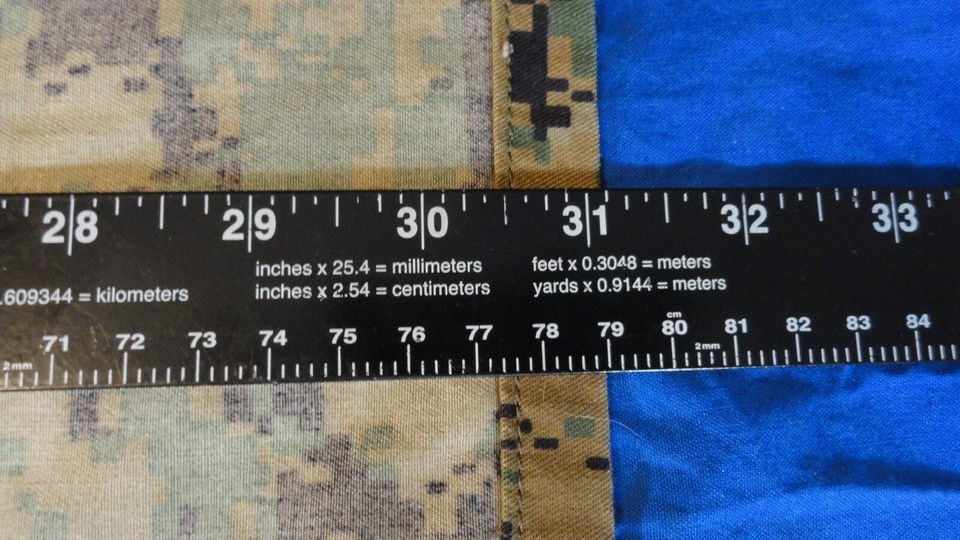 28 29 30 31 32 33
inches x 25.4 = millimeters feet x 0.3048 = meters
.609344 = kilometers inches x 2.54 = centimeters yards x 0.9144 = meters
cm
71 72 73 74 75 76 77 78 79 80 81 82 83 84
2mm 2mm